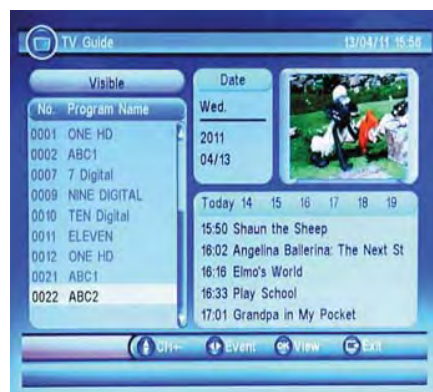 TV Guide
13/04/11 15:56
Visible
No. Program Name
0001 ONE HD
0002 ABC1
0007 7 Digital
0009 NINE DIGITAL
0010 TEN Digital
0011 ELEVEN
0012 ONE HD
0021 ABC1
0022 ABC2
Date
Wed.
2011
04/13
Today 14 15 16 17 18 19
15:50 Shaun the Sheep
16:02 Angelina Ballerina: The Next St
16:16 Elmo's World
16:33 Play School
17:01 Grandpa in My Pocket
CH+- Event OK View Exit